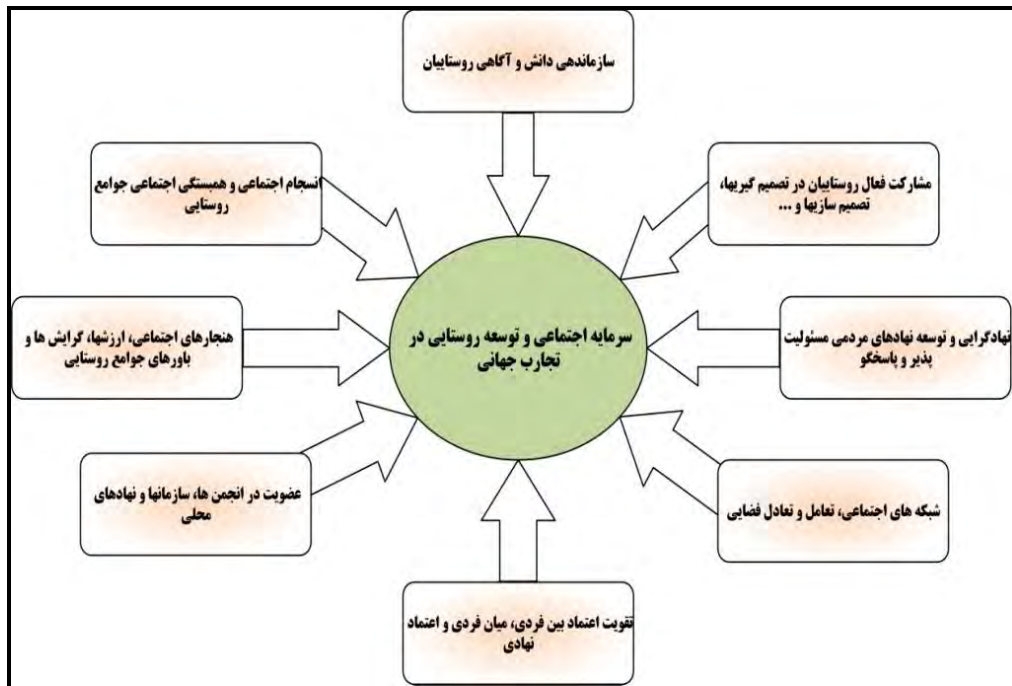 سازماندهی دانش و آگاهی روستاییان
مشارکت فعال روستاییان در تصمیم گیریها،
تصمیم سازیها و ...
انسجام اجتماعی و همبستگی اجتماعی جوامع
روستایی
نهادگرایی و توسعه نهادهای مردمی مسئولیت
پذیر و پاسخگو
سرمایه اجتماعی و توسعه روستایی در
تجارب جهانی
هنجارهای اجتماعی، ارزشها، گرایش ها و
باورهای جوامع روستایی
شبکه های اجتماعی، تعامل و تعادل فضایی
عضویت در انجمن ها، سازمانها و نهادهای
محلی
تقویت اعتماد بین فردی، میان فردی و اعتماد
نهادی